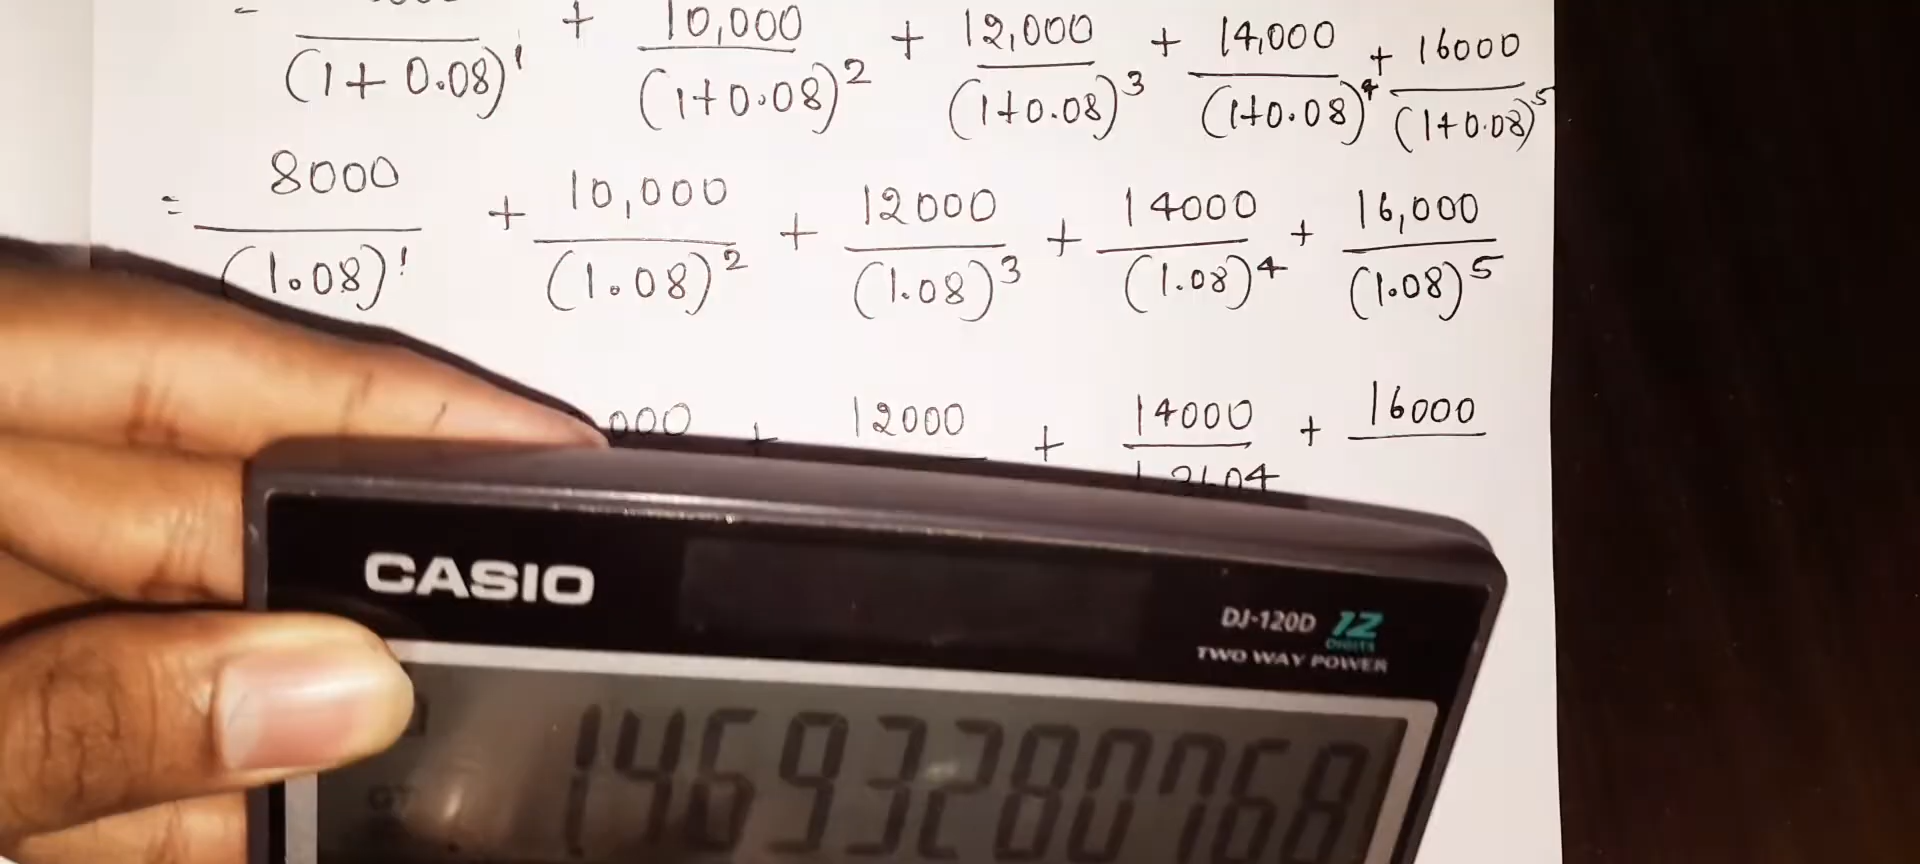 = + 10,000 + 12,000 + 14,000 + 16000
(1+0.08)¹ (1+0.08)² (1+0.08)³ (1+0.08)⁴ (1+0.08)⁵
= 8000 + 10,000 + 12000 + 14000 + 16,000
(1.08)¹ (1.08)² (1.08)³ (1.08)⁴ (1.08)⁵
000 + 12000 + 14000 + 16000
CASIO
DJ-120D 12
DIGITS
TWO WAY POWER
GT
14693280768